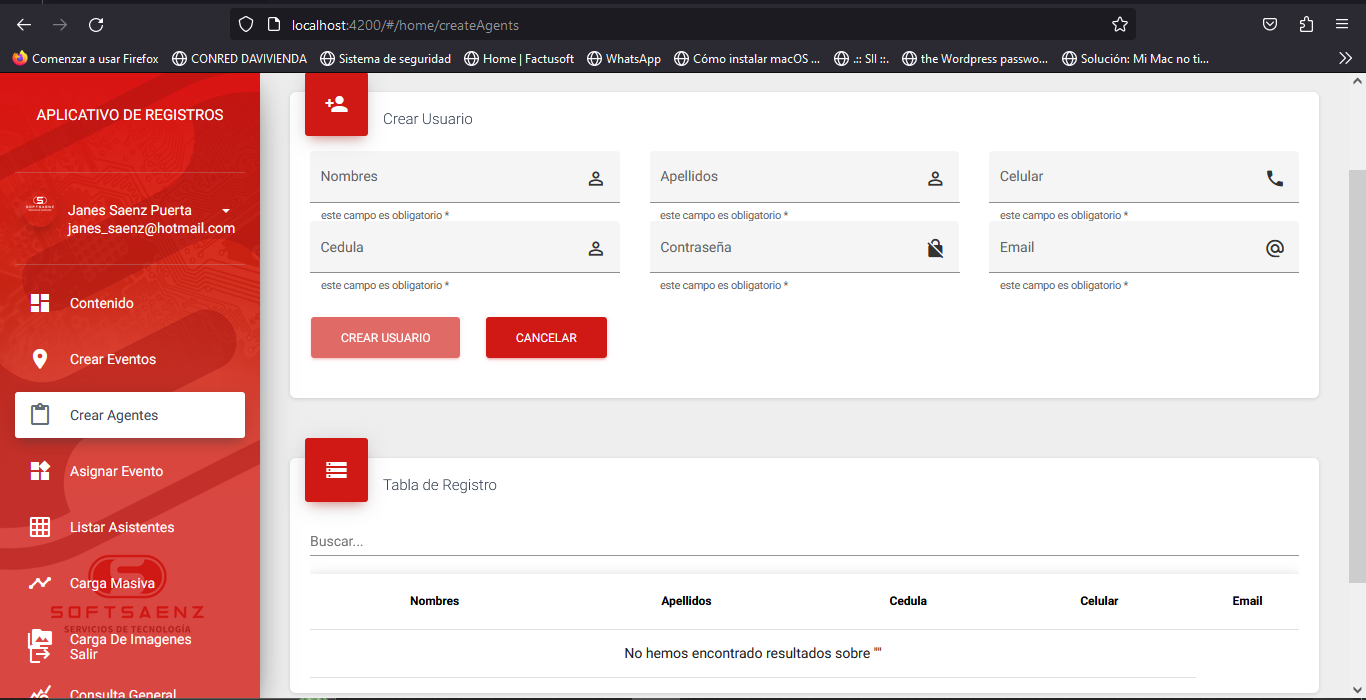 localhost:4200/#/home/createAgents
Comenzar a usar Firefox CONRED DAVIVIENDA Sistema de seguridad Home | Factusoft WhatsApp Cómo instalar macOS ... .:: SII ::. the Wordpress passwo... Solución: Mi Mac no ti...
APLICATIVO DE REGISTROS
SOFTSAENZ
Janes Saenz Puerta
janes_saenz@hotmail.com
Contenido
Crear Eventos
Crear Agentes
Asignar Evento
Listar Asistentes
Carga Masiva
SOFTSAENZ
SERVICIOS DE TECNOLOGÍA
Carga De Imagenes
Salir
Consulta General
Crear Usuario
Nombres Apellidos Celular
este campo es obligatorio * este campo es obligatorio * este campo es obligatorio *
Cedula Contraseña Email
este campo es obligatorio * este campo es obligatorio * este campo es obligatorio *
CREAR USUARIO CANCELAR
Tabla de Registro
Buscar...
Nombres Apellidos Cedula Celular Email
No hemos encontrado resultados sobre ""